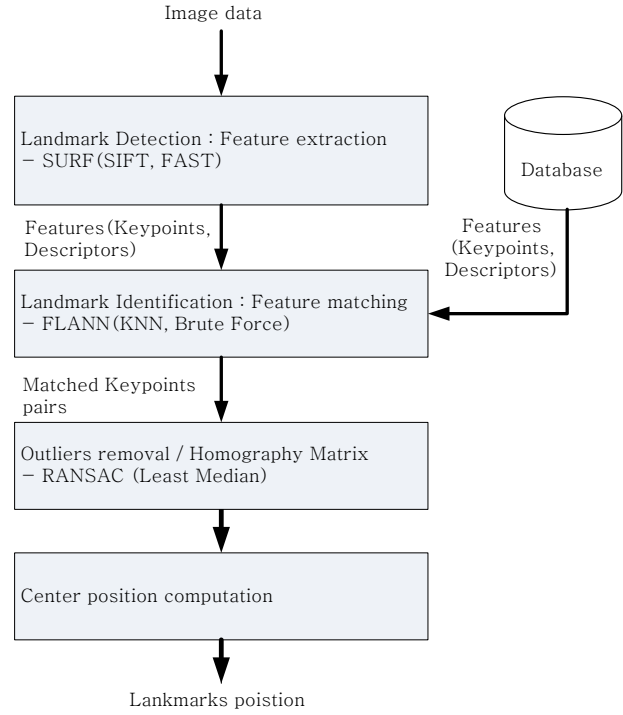 Image data
Landmark Detection : Feature extraction
- SURF(SIFT, FAST)
Database
Features(Keypoints,
Descriptors)
Features
(Keypoints,
Descriptors)
Landmark Identification : Feature matching
- FLANN(KNN, Brute Force)
Matched Keypoints
pairs
Outliers removal / Homography Matrix
- RANSAC (Least Median)
Center position computation
Lankmarks poistion